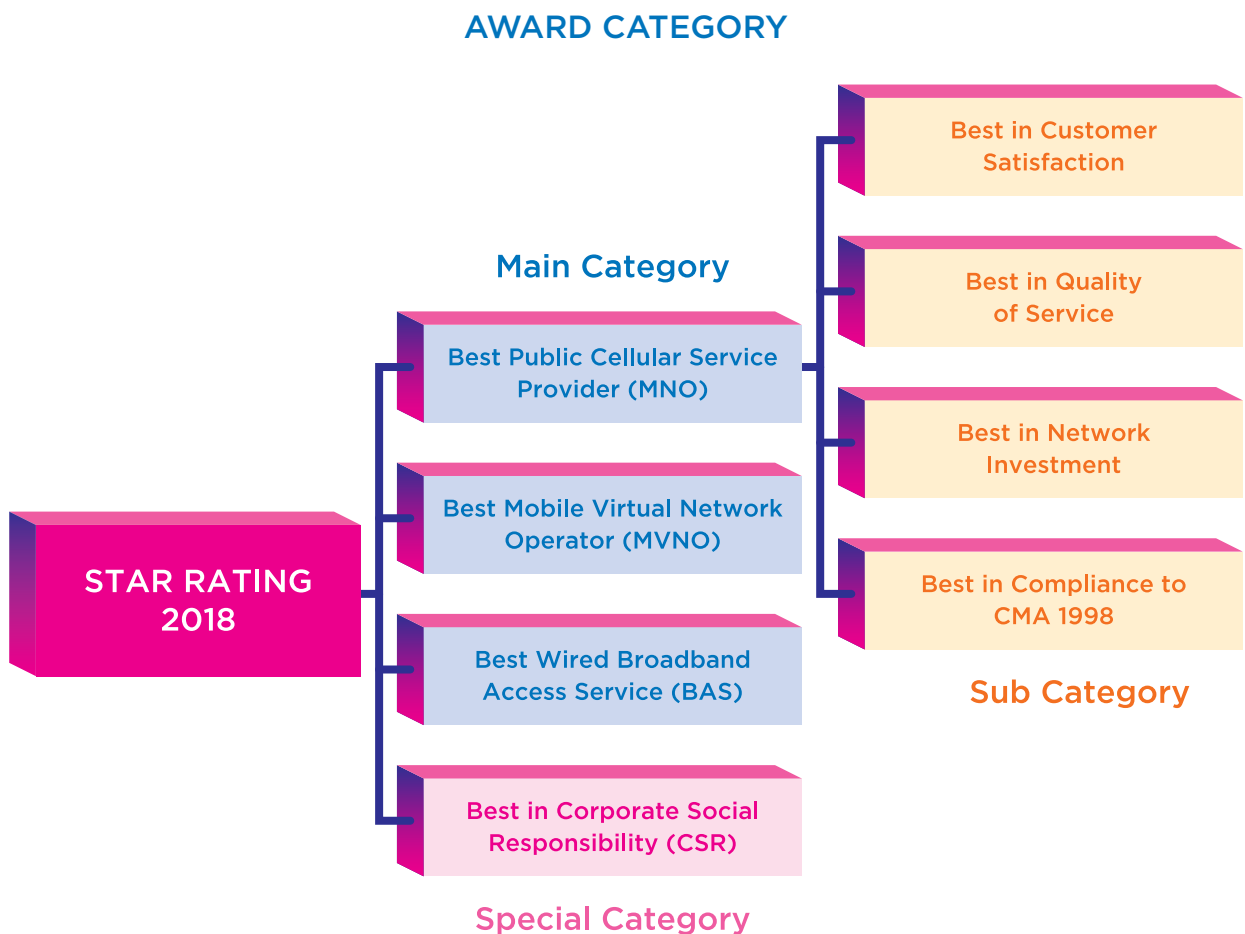 AWARD CATEGORY
STAR RATING
2018
Main Category
Best Public Cellular Service
Provider (MNO)
Best Mobile Virtual Network
Operator (MVNO)
Best Wired Broadband
Access Service (BAS)
Best in Corporate Social
Responsibility (CSR)
Special Category
Best in Customer
Satisfaction
Best in Quality
of Service
Best in Network
Investment
Best in Compliance to
CMA 1998
Sub Category